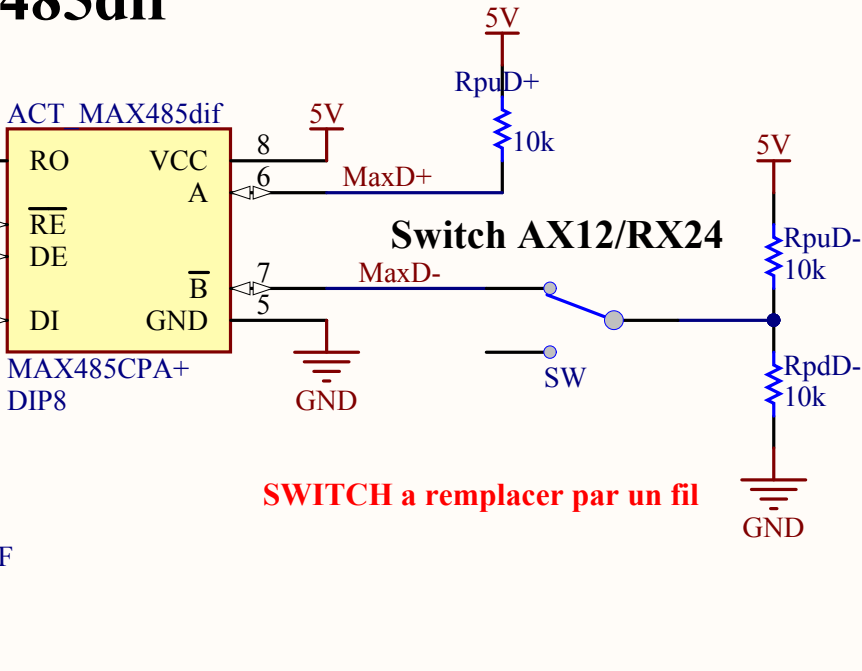 5V
RpuD+
10k
ACT_MAX485dif
5V
RO
VCC
8
A
6
MaxD+
5V
RE
DE
Switch AX12/RX24
RpuD-
10k
B
7
MaxD-
DI
GND
5
MAX485CPA+
DIP8
GND
SW
RpdD-
10k
SWITCH a remplacer par un fil
GND
F